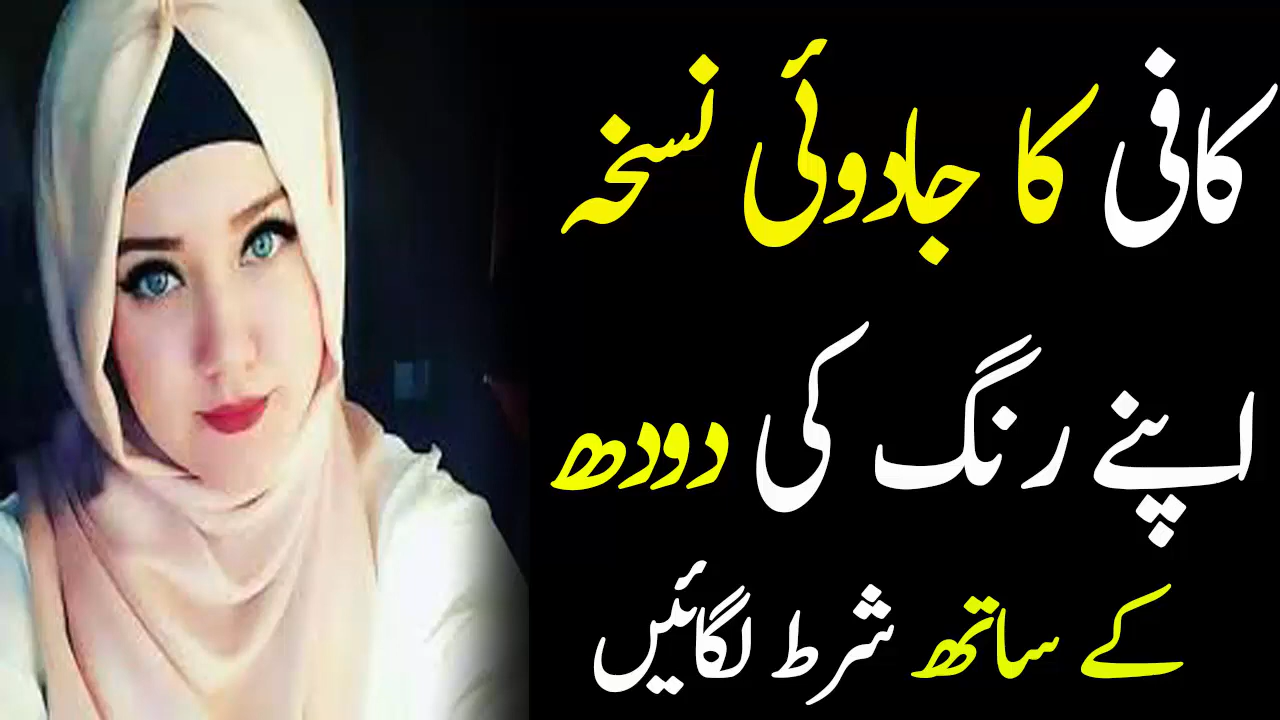 کافی کا جادوئی نسخہ
اپنے رنگ کی دودھ
کے ساتھ شرط لگائیں